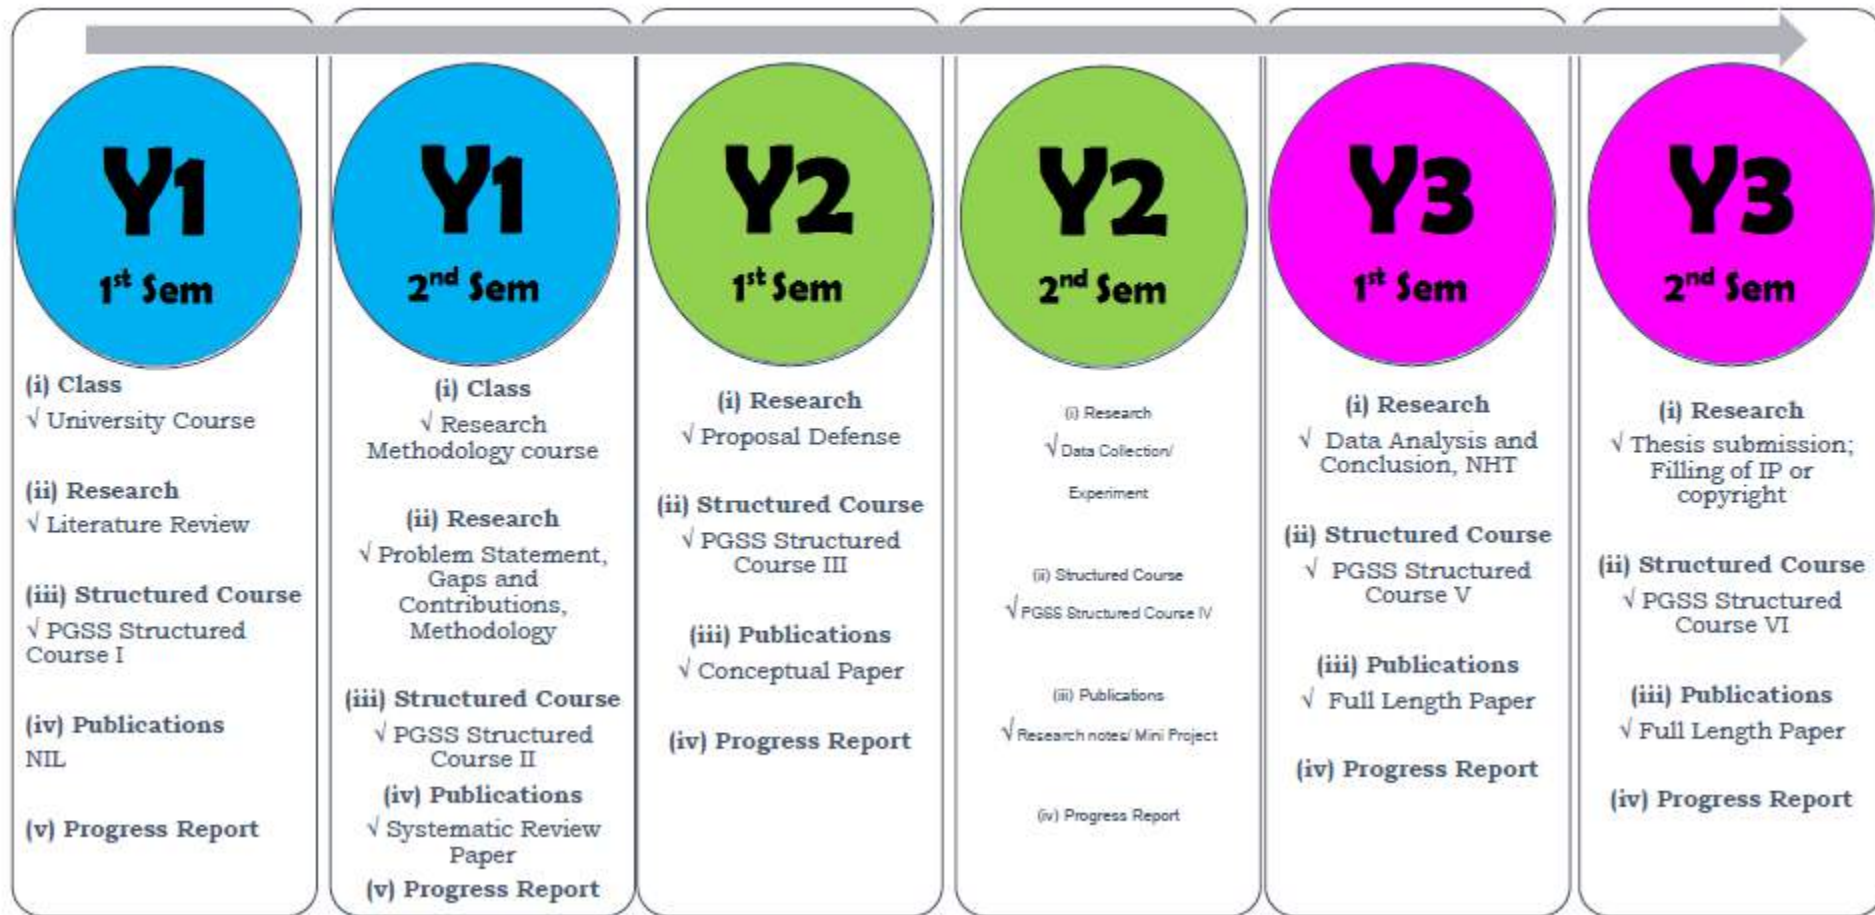 Y1
1st Sem
(i) Class
√ University Course
(ii) Research
√ Literature Review
(iii) Structured Course
√ PGSS Structured
Course I
(iv) Publications
NIL
(v) Progress Report
Y1
2nd Sem
(i) Class
√ Research
Methodology course
(ii) Research
√ Problem Statement,
Gaps and
Contributions,
Methodology
(iii) Structured Course
√ PGSS Structured
Course II
(iv) Publications
√ Systematic Review
Paper
(v) Progress Report
Y2
1st Sem
(i) Research
√ Proposal Defense
(ii) Structured Course
√ PGSS Structured
Course III
(iii) Publications
√ Conceptual Paper
(iv) Progress Report
Y2
2nd Sem
(i) Research
√ Data Collection/
Experiment
(ii) Structured Course
√ PGSS Structured Course IV
(iii) Publications
√ Research notes/ Mini Project
(iv) Progress Report
Y3
1st Sem
(i) Research
√ Data Analysis and
Conclusion, NHT
(ii) Structured Course
√ PGSS Structured
Course V
(iii) Publications
√ Full Length Paper
(iv) Progress Report
Y3
2nd Sem
(i) Research
√ Thesis submission;
Filling of IP or
copyright
(ii) Structured Course
√ PGSS Structured
Course VI
(iii) Publications
√ Full Length Paper
(iv) Progress Report